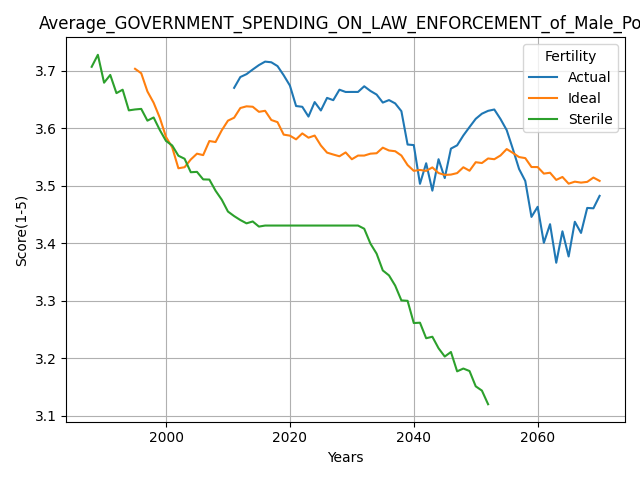 Average_GOVERNMENT_SPENDING_ON_LAW_ENFORCEMENT_of_Male_Po
Fertility
Actual
Ideal
Sterile
Score(1-5)
3.7
3.6
3.5
3.4
3.3
3.2
3.1
2000 2020 2040 2060
Years